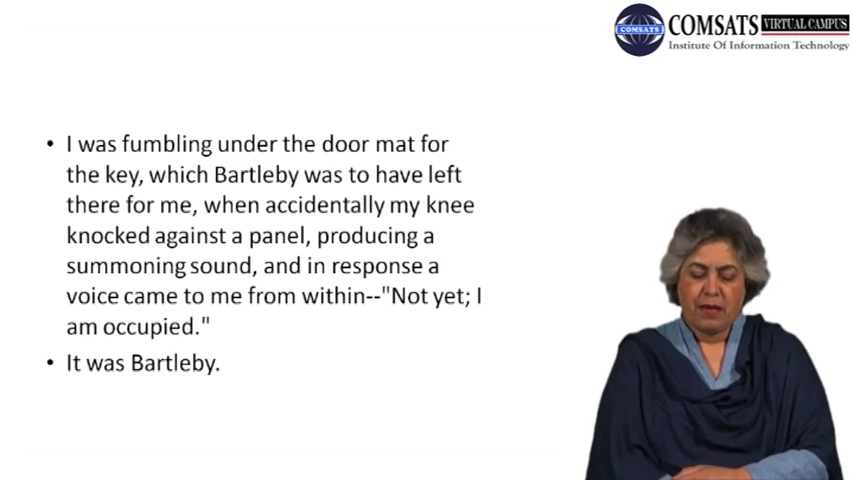 COMSATS
COMSATS VIRTUAL CAMPUS
Institute Of Information Technology
• I was fumbling under the door mat for
the key, which Bartleby was to have left
there for me, when accidentally my knee
knocked against a panel, producing a
summoning sound, and in response a
voice came to me from within--"Not yet; I
am occupied."
• It was Bartleby.